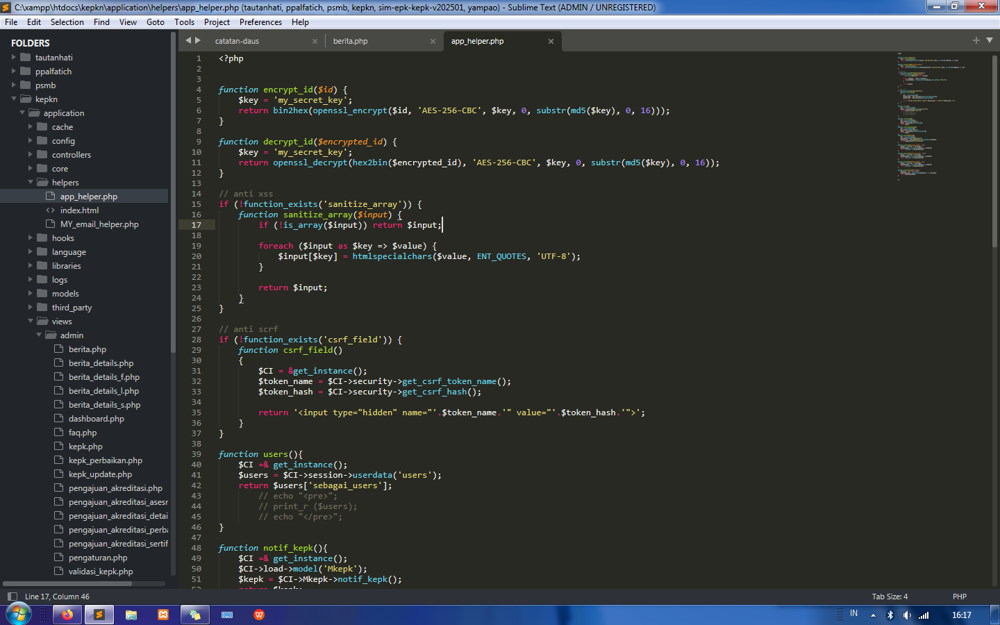 C:\xampp\htdocs\kepkn\application\helpers\app_helper.php (tautanhati, ppalfatich, psmb, kepkn, sim-epk-kepk-v202501, yampao) - Sublime Text (ADMIN / UNREGISTERED)
File Edit Selection Find View Goto Tools Project Preferences Help
FOLDERS
tautanhati
ppalfatich
psmb
kepkn
application
cache
config
controllers
core
helpers
app_helper.php
<> index.html
MY_email_helper.php
hooks
language
libraries
logs
models
third_party
views
admin
berita.php
berita_details.php
berita_details_f.php
berita_details_l.php
berita_details_s.php
dashboard.php
faq.php
kepk.php
kepk_perbaikan.php
kepk_update.php
pengajuan_akreditasi.php
pengajuan_akreditasi_asesr
pengajuan_akreditasi_detai
pengajuan_akreditasi_perba
pengajuan_akreditasi_sertif
pengaturan.php
validasi_kepk.php
catatan-daus berita.php app_helper.php
1 <?php
2
3
4 function encrypt_id($id) {
5 $key = 'my_secret_key';
6 return bin2hex(openssl_encrypt($id, 'AES-256-CBC', $key, 0, substr(md5($key), 0, 16)));
7 }
8
9 function decrypt_id($encrypted_id) {
10 $key = 'my_secret_key';
11 return openssl_decrypt(hex2bin($encrypted_id), 'AES-256-CBC', $key, 0, substr(md5($key), 0, 16));
12 }
13
14 // anti xss
15 if (!function_exists('sanitize_array')) {
16 function sanitize_array($input) {
17 if (!is_array($input)) return $input;
18
19 foreach ($input as $key => $value) {
20 $input[$key] = htmlspecialchars($value, ENT_QUOTES, 'UTF-8');
21 }
22
23 return $input;
24 }
25 }
26
27 // anti scrf
28 if (!function_exists('csrf_field')) {
29 function csrf_field()
30 {
31 $CI = &get_instance();
32 $token_name = $CI->security->get_csrf_token_name();
33 $token_hash = $CI->security->get_csrf_hash();
34
35 return '<input type="hidden" name="'.$token_name.'" value="'.$token_hash.'">';
36 }
37 }
38
39 function users(){
40 $CI =& get_instance();
41 $users = $CI->session->userdata('users');
42 return $users['sebagai_users'];
43 // echo "<pre>";
44 // print_r ($users);
45 // echo "</pre>";
46 }
47
48 function notif_kepk(){
49 $CI =& get_instance();
50 $CI->load->model('Mkepk');
51 $kepk = $CI->Mkepk->notif_kepk();
Line 17, Column 46
Tab Size: 4
PHP
IN
16:17